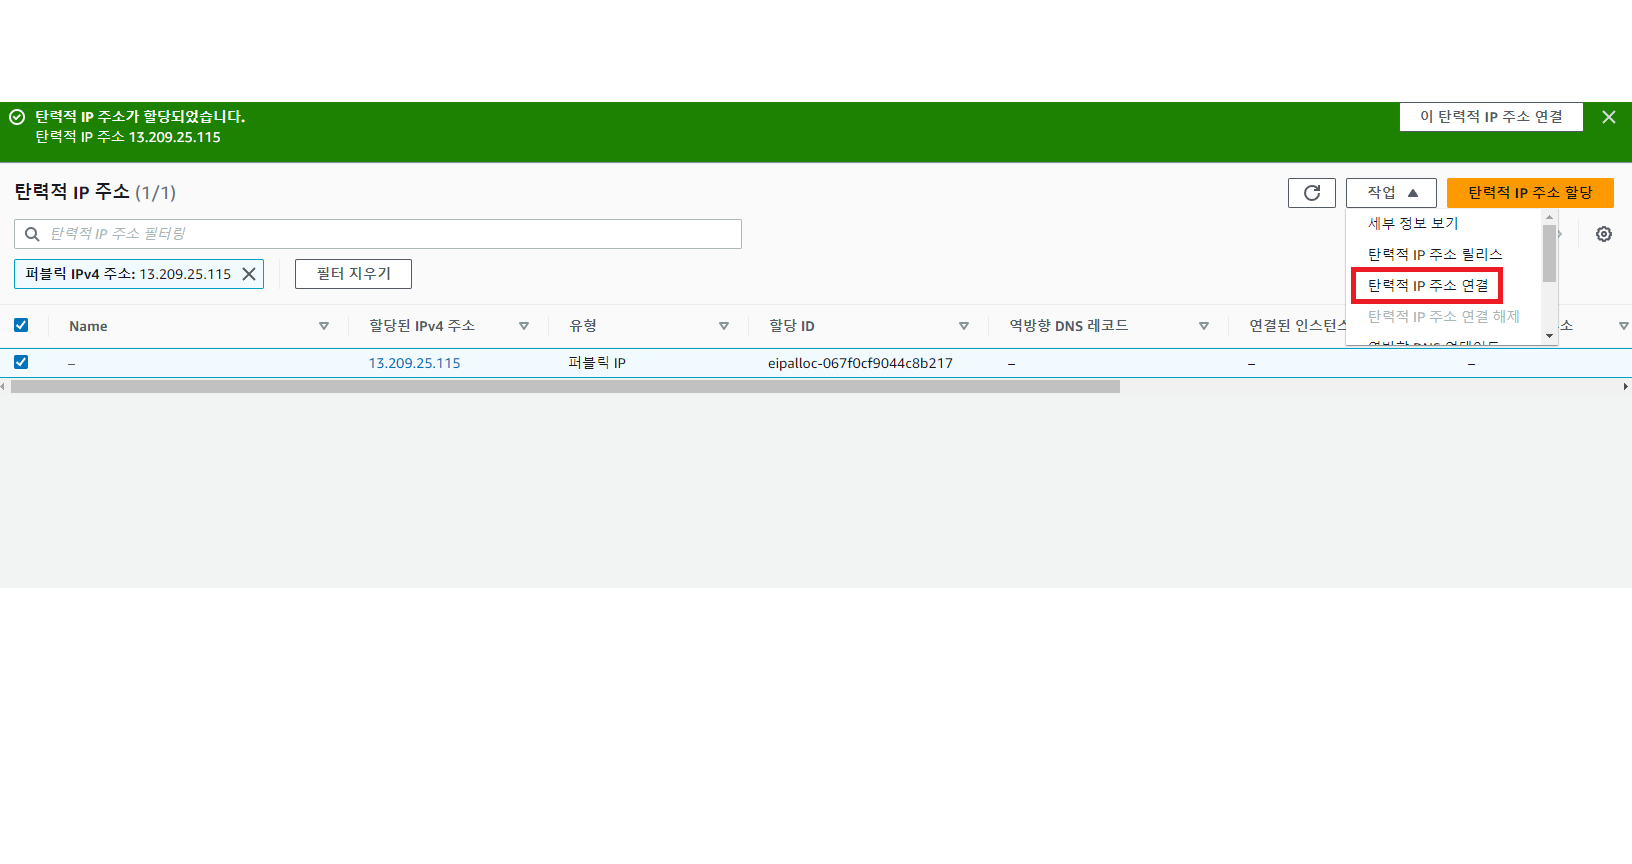 탄력적 IP 주소가 할당되었습니다.
탄력적 IP 주소 13.209.25.115
이 탄력적 IP 주소 연결
탄력적 IP 주소 (1/1)
작업
탄력적 IP 주소 할당
탄력적 IP 주소 필터링
세부 정보 보기
탄력적 IP 주소 릴리스
탄력적 IP 주소 연결
탄력적 IP 주소 연결 해제
퍼블릭 IPv4 주소: 13.209.25.115
필터 지우기
Name 할당된 IPv4 주소 유형 할당 ID 역방향 DNS 레코드 연결된 인스턴스 소
– 13.209.25.115 퍼블릭 IP eipalloc-067f0cf9044c8b217 – – –